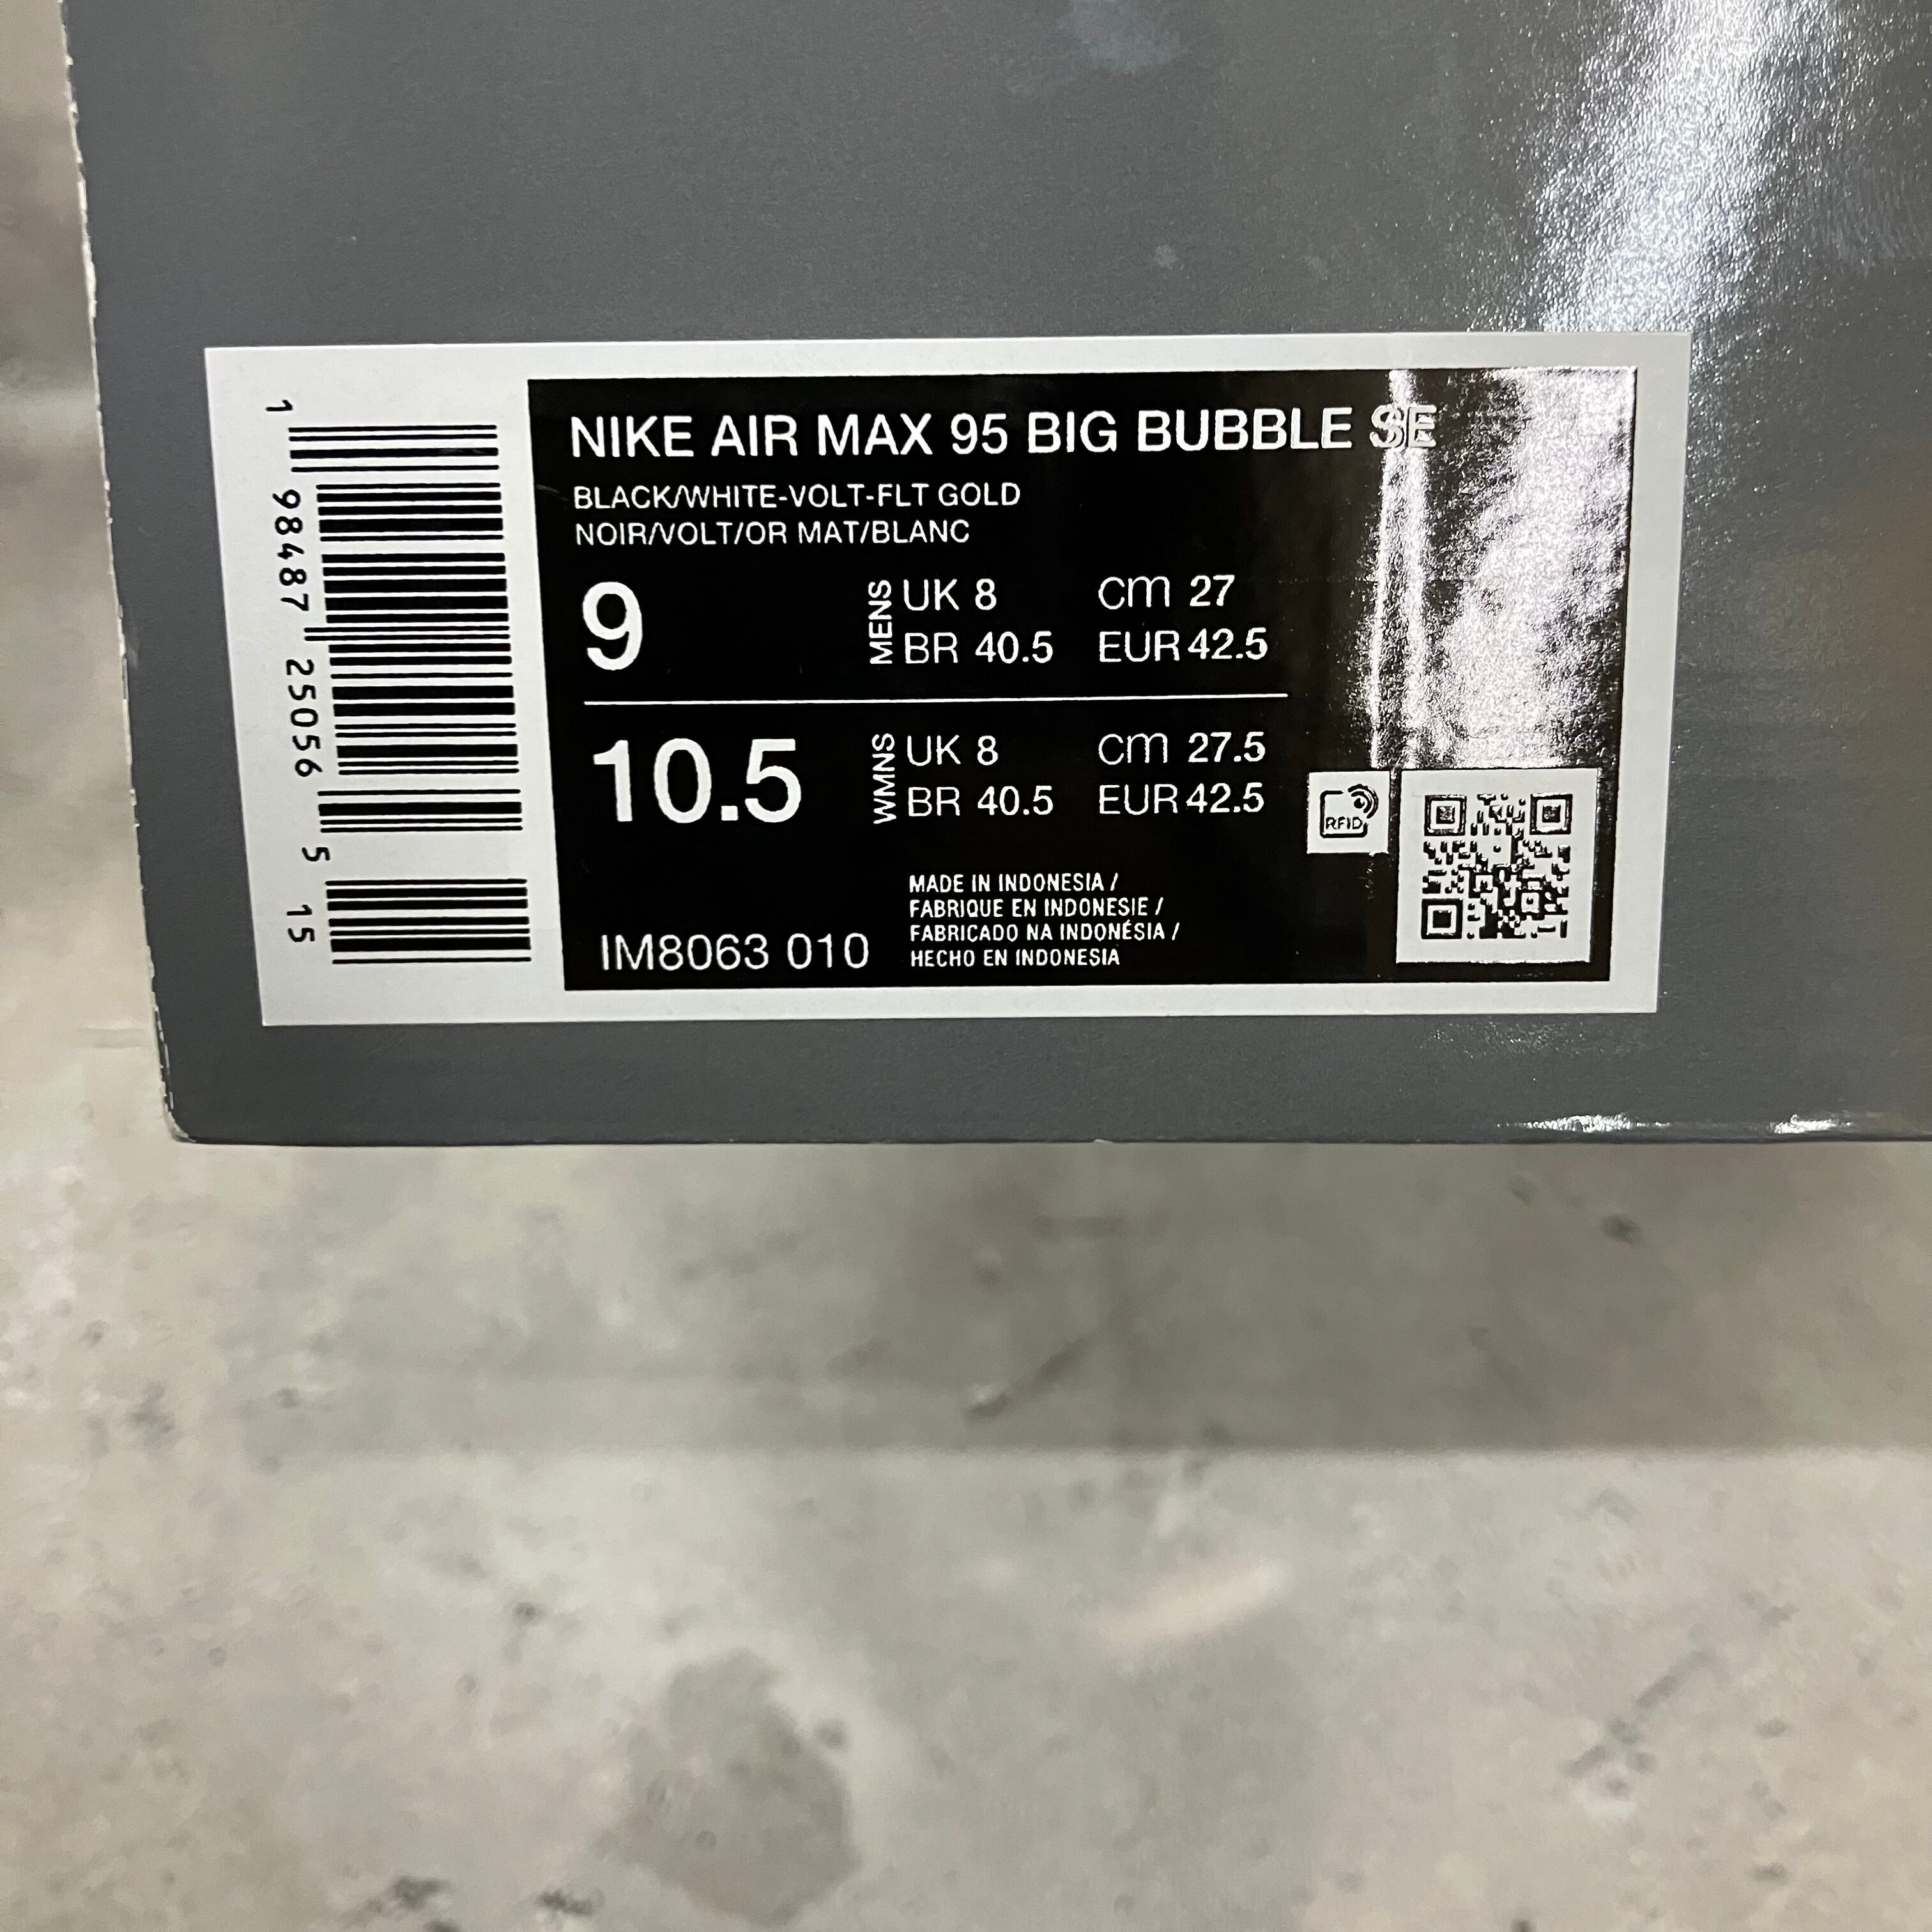 NIKE AIR MAX 95 BIG BUBBLE SE
BLACK/WHITE-VOLT-FLT GOLD
NOIR/VOLT/OR MAT/BLANC
9
MENS
UK 8 cm 27
BR 40.5 EUR 42.5
10.5
WMNS
UK 8 cm 27.5
BR 40.5 EUR 42.5
RFID
IM8063 010
MADE IN INDONESIA /
FABRIQUE EN INDONESIE /
FABRICADO NA INDONÉSIA /
HECHO EN INDONESIA
1 98487 25056 5 15